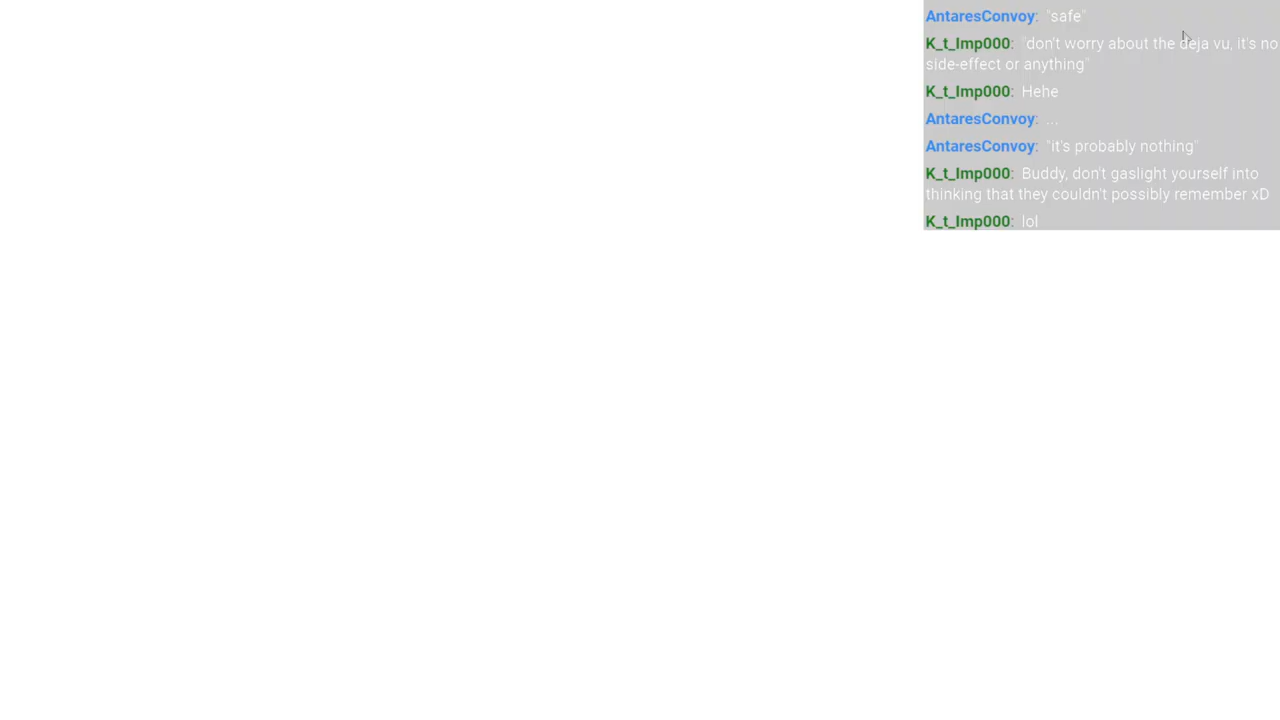 AntaresConvoy: "safe"
K_t_Imp000: "don't worry about the deja vu, it's no
side-effect or anything"
K_t_Imp000: Hehe
AntaresConvoy: ...
AntaresConvoy: "it's probably nothing"
K_t_Imp000: Buddy, don't gaslight yourself into
thinking that they couldn't possibly remember xD
K_t_Imp000: lol